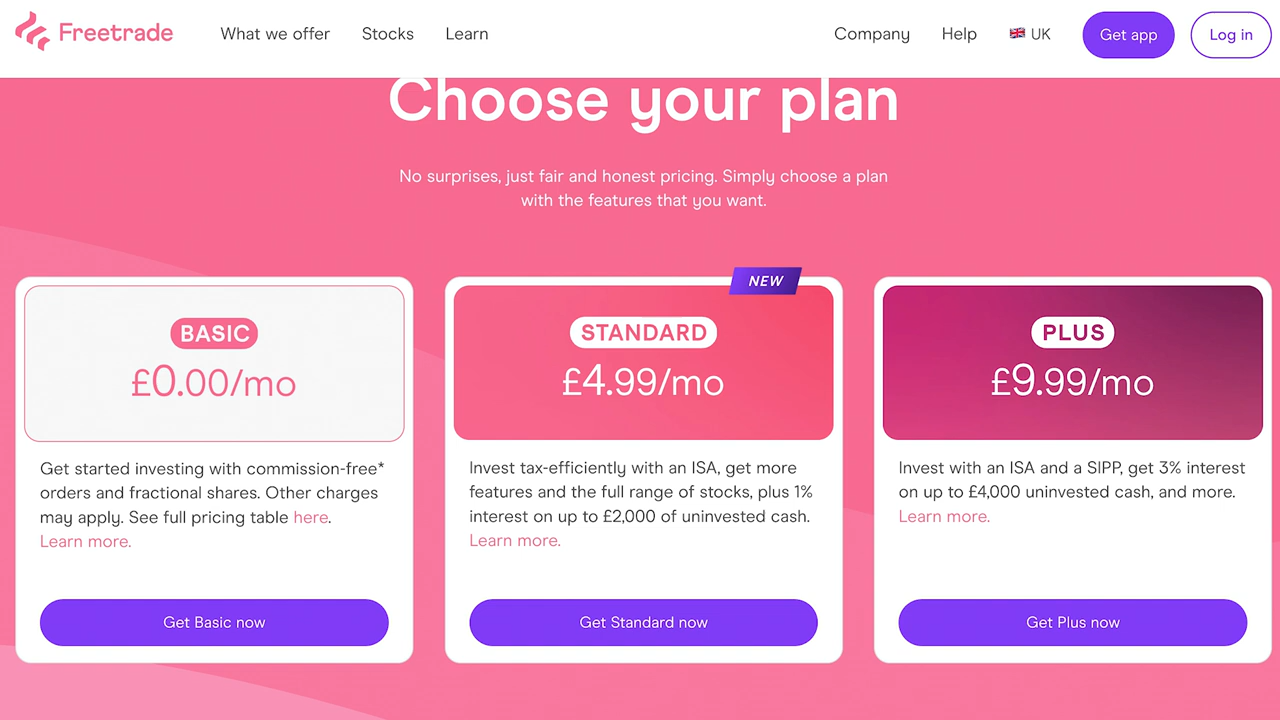 Freetrade
What we offer
Stocks
Learn
Company
Help
UK
Get app
Log in
Choose your plan
No surprises, just fair and honest pricing. Simply choose a plan
with the features that you want.
BASIC
£0.00/mo
Get started investing with commission-free*
orders and fractional shares. Other charges
may apply. See full pricing table here.
Learn more.
Get Basic now
NEW
STANDARD
£4.99/mo
Invest tax-efficiently with an ISA, get more
features and the full range of stocks, plus 1%
interest on up to £2,000 of uninvested cash.
Learn more.
Get Standard now
PLUS
£9.99/mo
Invest with an ISA and a SIPP, get 3% interest
on up to £4,000 uninvested cash, and more.
Learn more.
Get Plus now